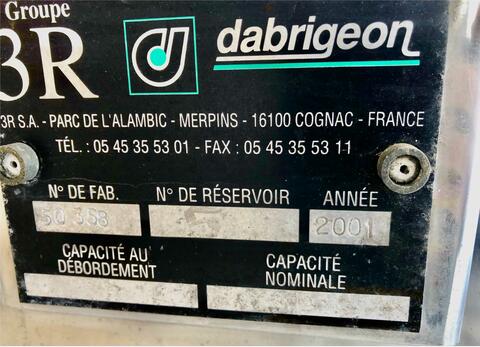 Groupe
3R dabrigeon
3R S.A. - PARC DE L'ALAMBIC - MERPINS - 16100 COGNAC - FRANCE
TÉL. : 05 45 35 53 01 - FAX : 05 45 35 53 11
N° DE FAB. N° DE RÉSERVOIR ANNÉE
50 358 2001
CAPACITÉ AU DÉBORDEMENT
CAPACITÉ NOMINALE